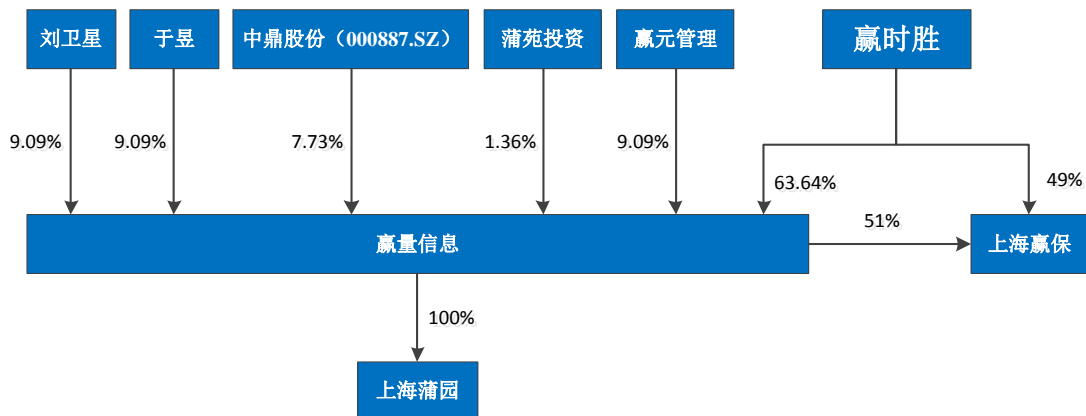 刘卫星
于昱
中鼎股份（000887.SZ）
蒲苑投资
赢元管理
赢时胜
9.09%
9.09%
7.73%
1.36%
9.09%
63.64%
49%
51%
赢量信息
上海赢保
100%
上海蒲园